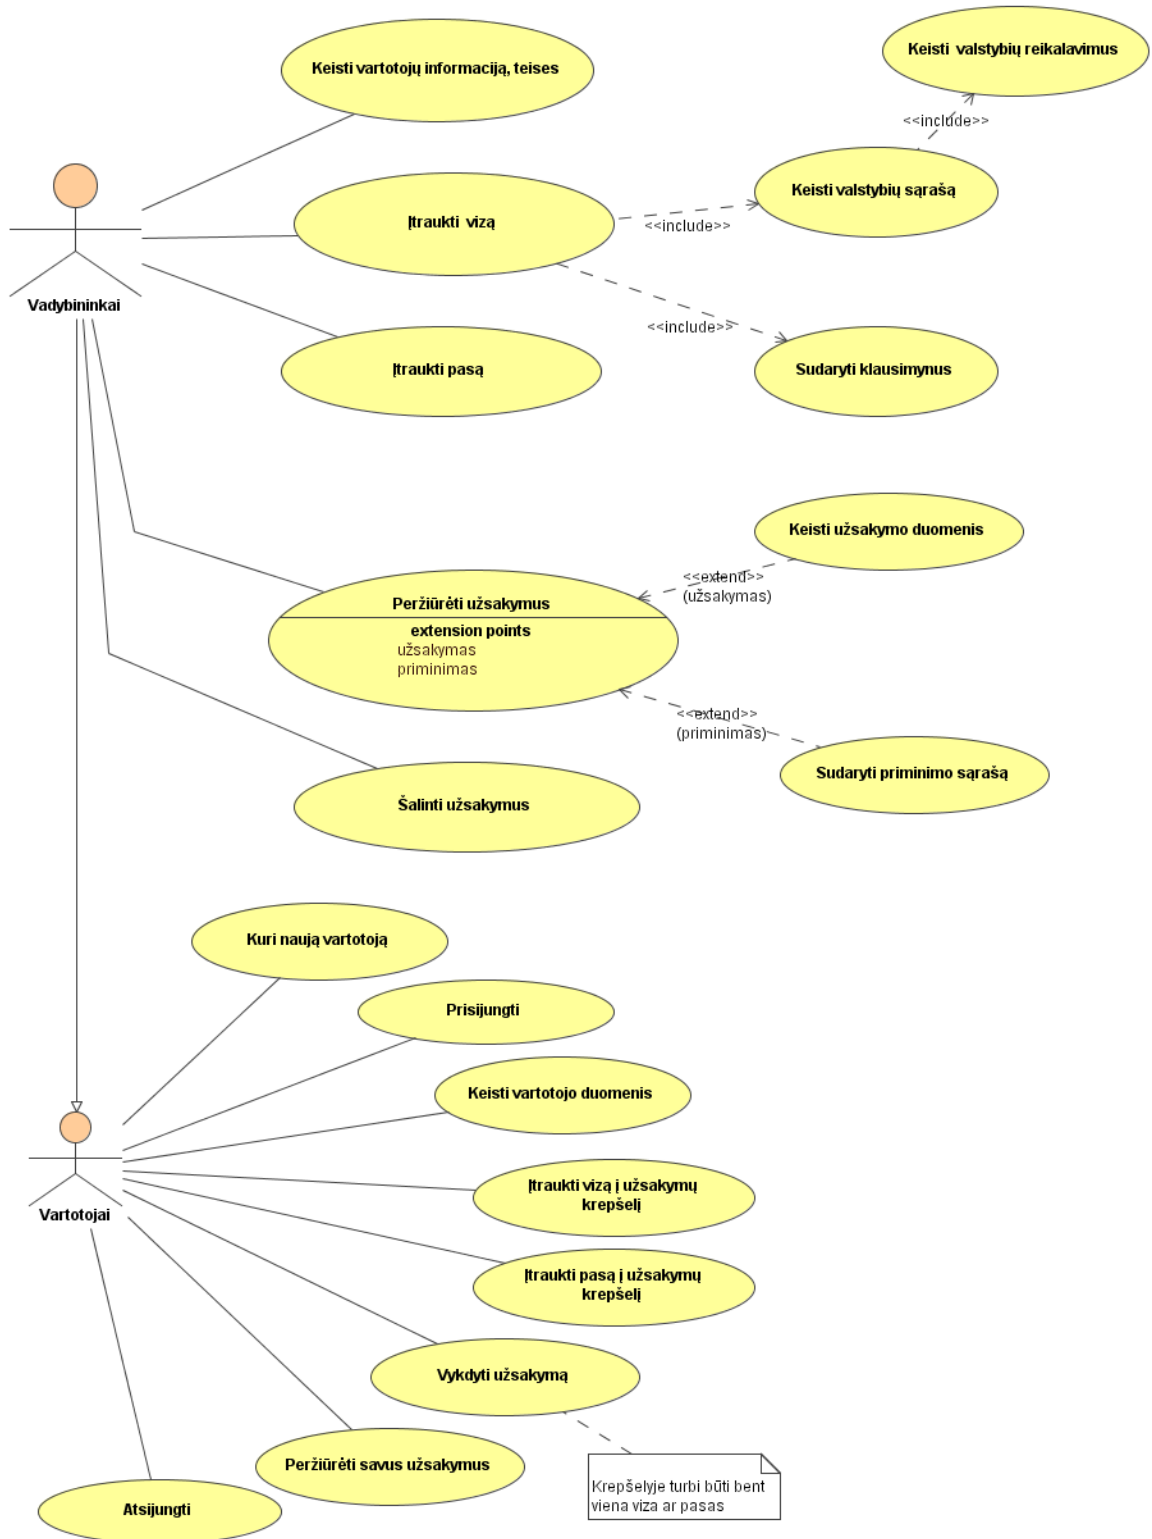 Keisti valstybių reikalavimus
Keisti vartotojų informaciją, teises
<<include>>
Keisti valstybių sąrašą
Įtraukti vizą
<<include>>
Vadybininkai
<<include>>
Įtraukti pasą
Sudaryti klausimynus
Keisti užsakymo duomenis
<<extend>>
(užsakymas)
Peržiūrėti užsakymus
extension points
užsakymas
priminimas
<<extend>>
(priminimas)
Sudaryti priminimo sąrašą
Šalinti užsakymus
Kuri naują vartotoją
Prisijungti
Keisti vartotojo duomenis
Įtraukti vizą į užsakymų
krepšelį
Vartotojai
Įtraukti pasą į užsakymų
krepšelį
Vykdyti užsakymą
Peržiūrėti savus užsakymus
Krepšelyje turbi būti bent
viena viza ar pasas
Atsijungti